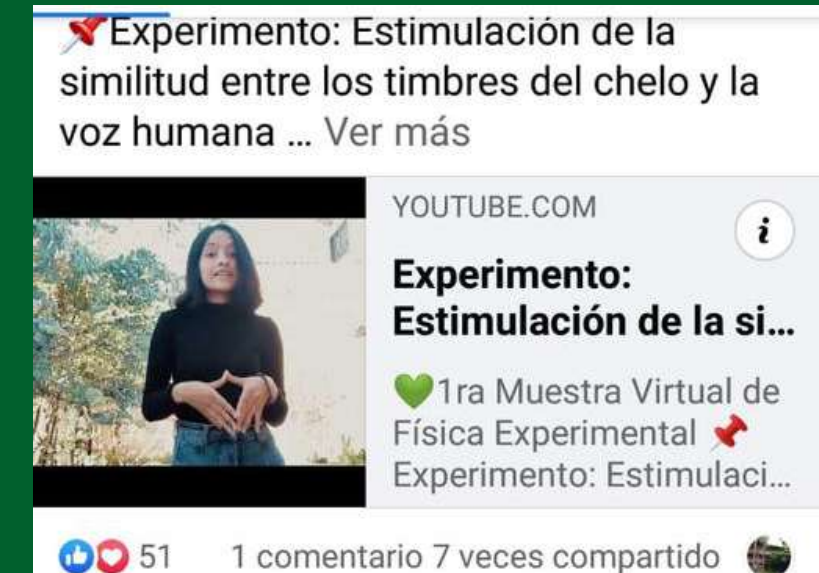 📌Experimento: Estimulación de la
similitud entre los timbres del chelo y la
voz humana ... Ver más
YOUTUBE.COM
i
Experimento:
Estimulación de la si...
💚1ra Muestra Virtual de
Física Experimental 📌
Experimento: Estimulaci...
51 1 comentario 7 veces compartido